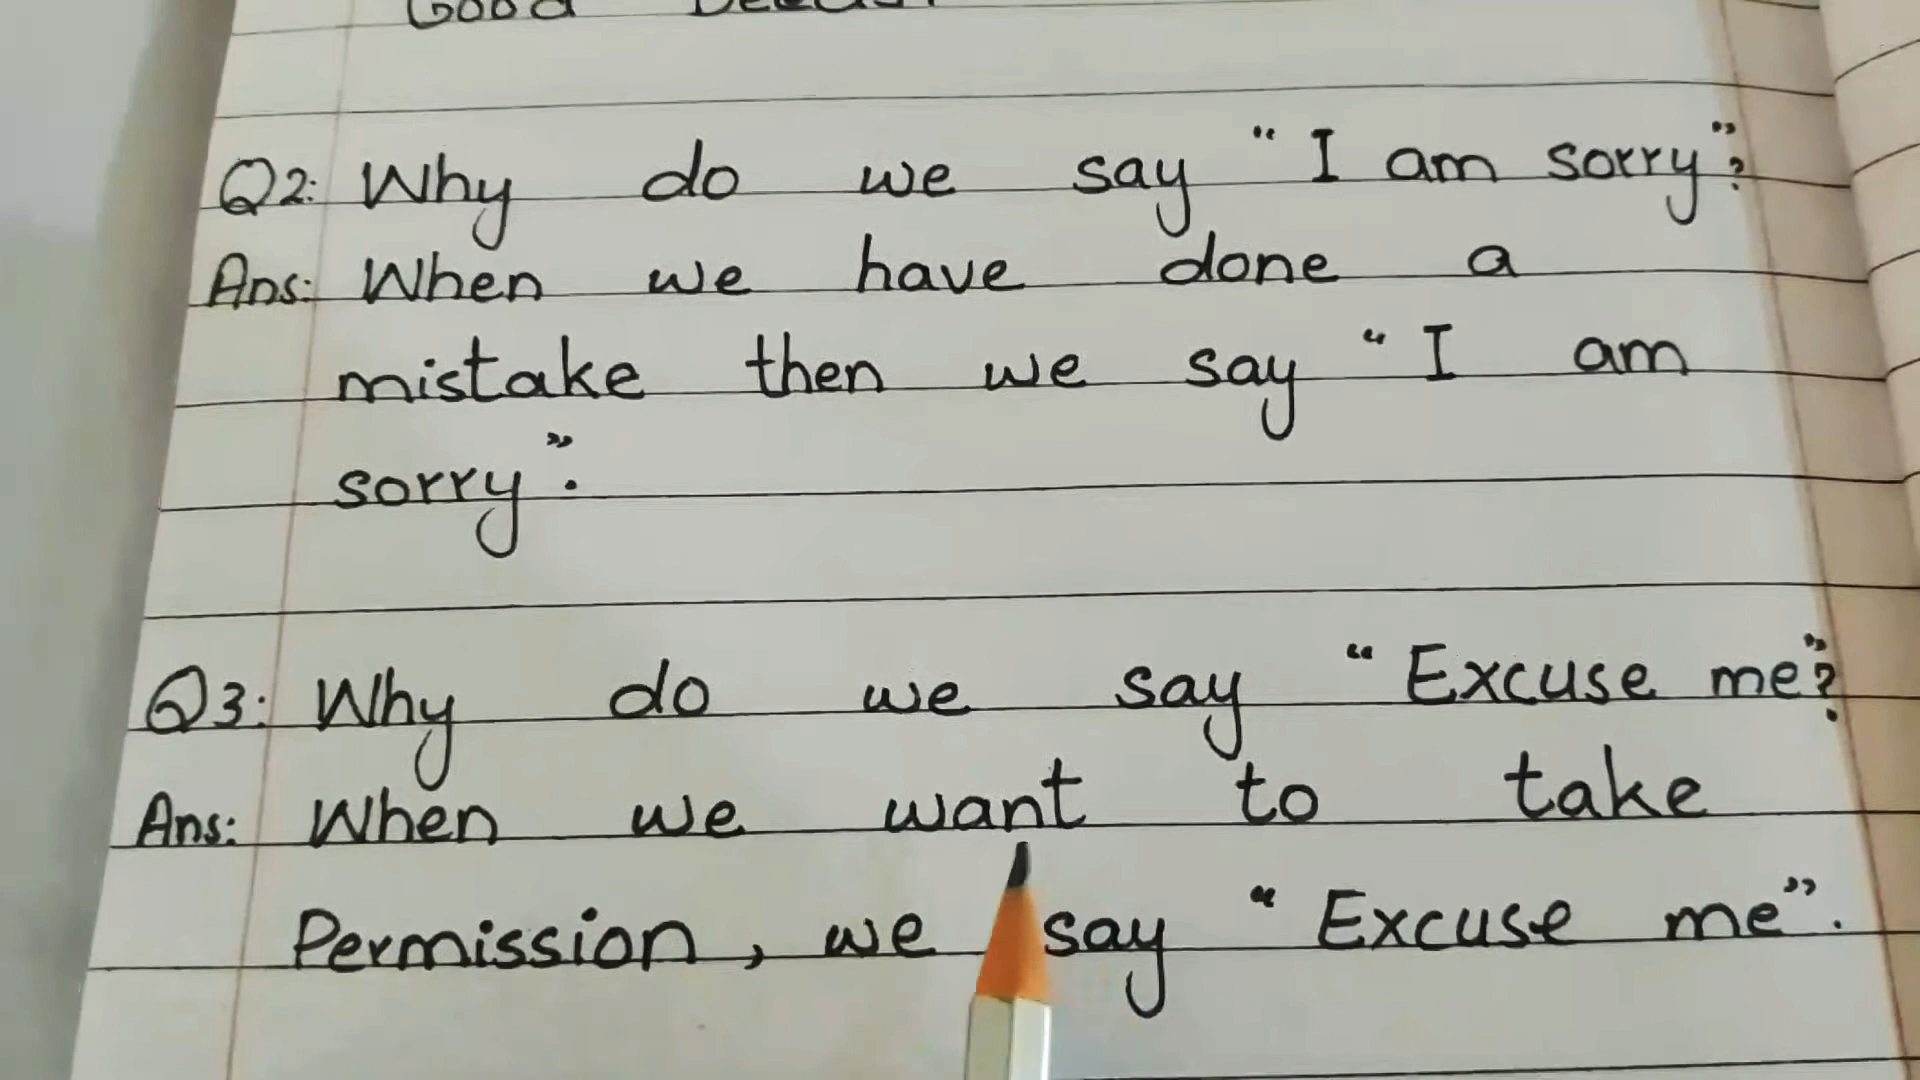 Good
Q2: Why do we say "I am sorry"?
Ans: When we have done a
mistake then we say "I am
sorry".
Q3: Why do we say "Excuse me"?
Ans: When we want to take
Permission, we say "Excuse me".